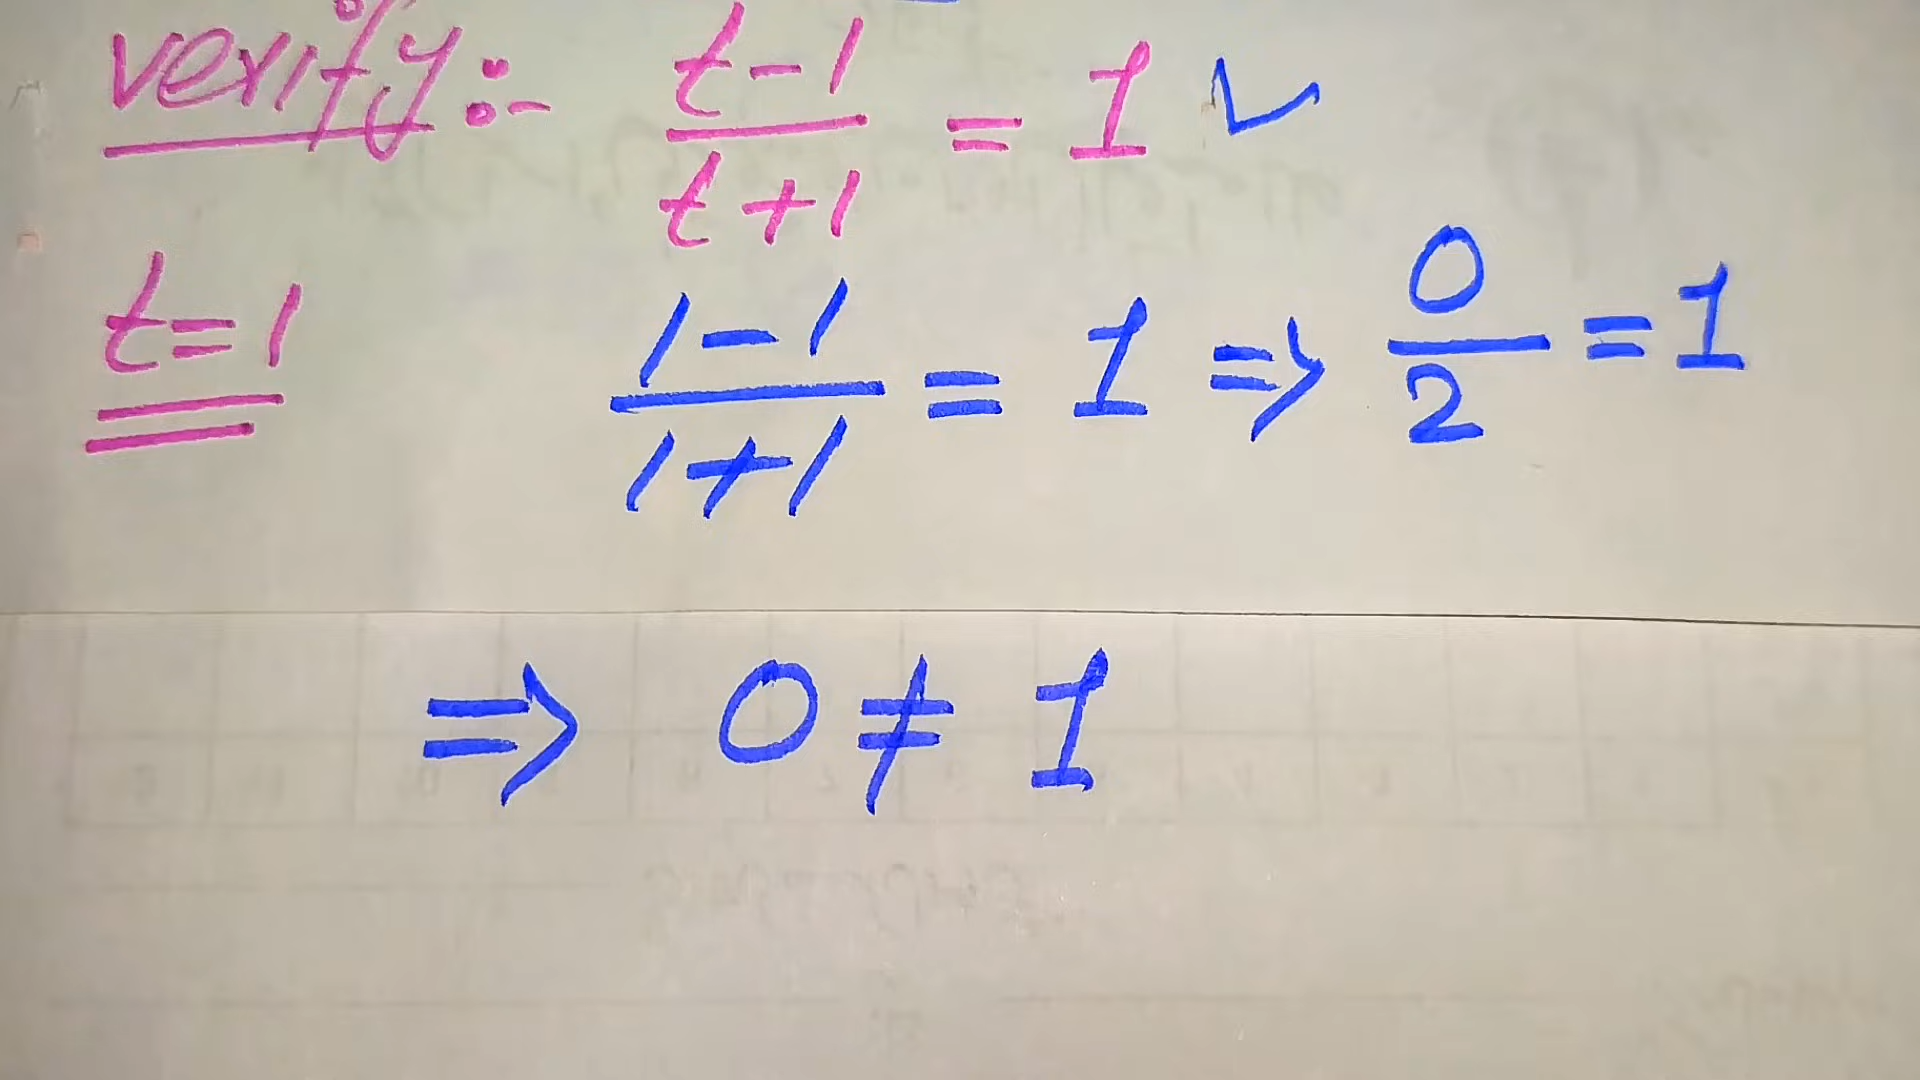 verify:- t-1/t+1 = 1 ✓
t=1 1-1/1+1 = 1 ⇒ 0/2 = 1
⇒ 0 ≠ 1